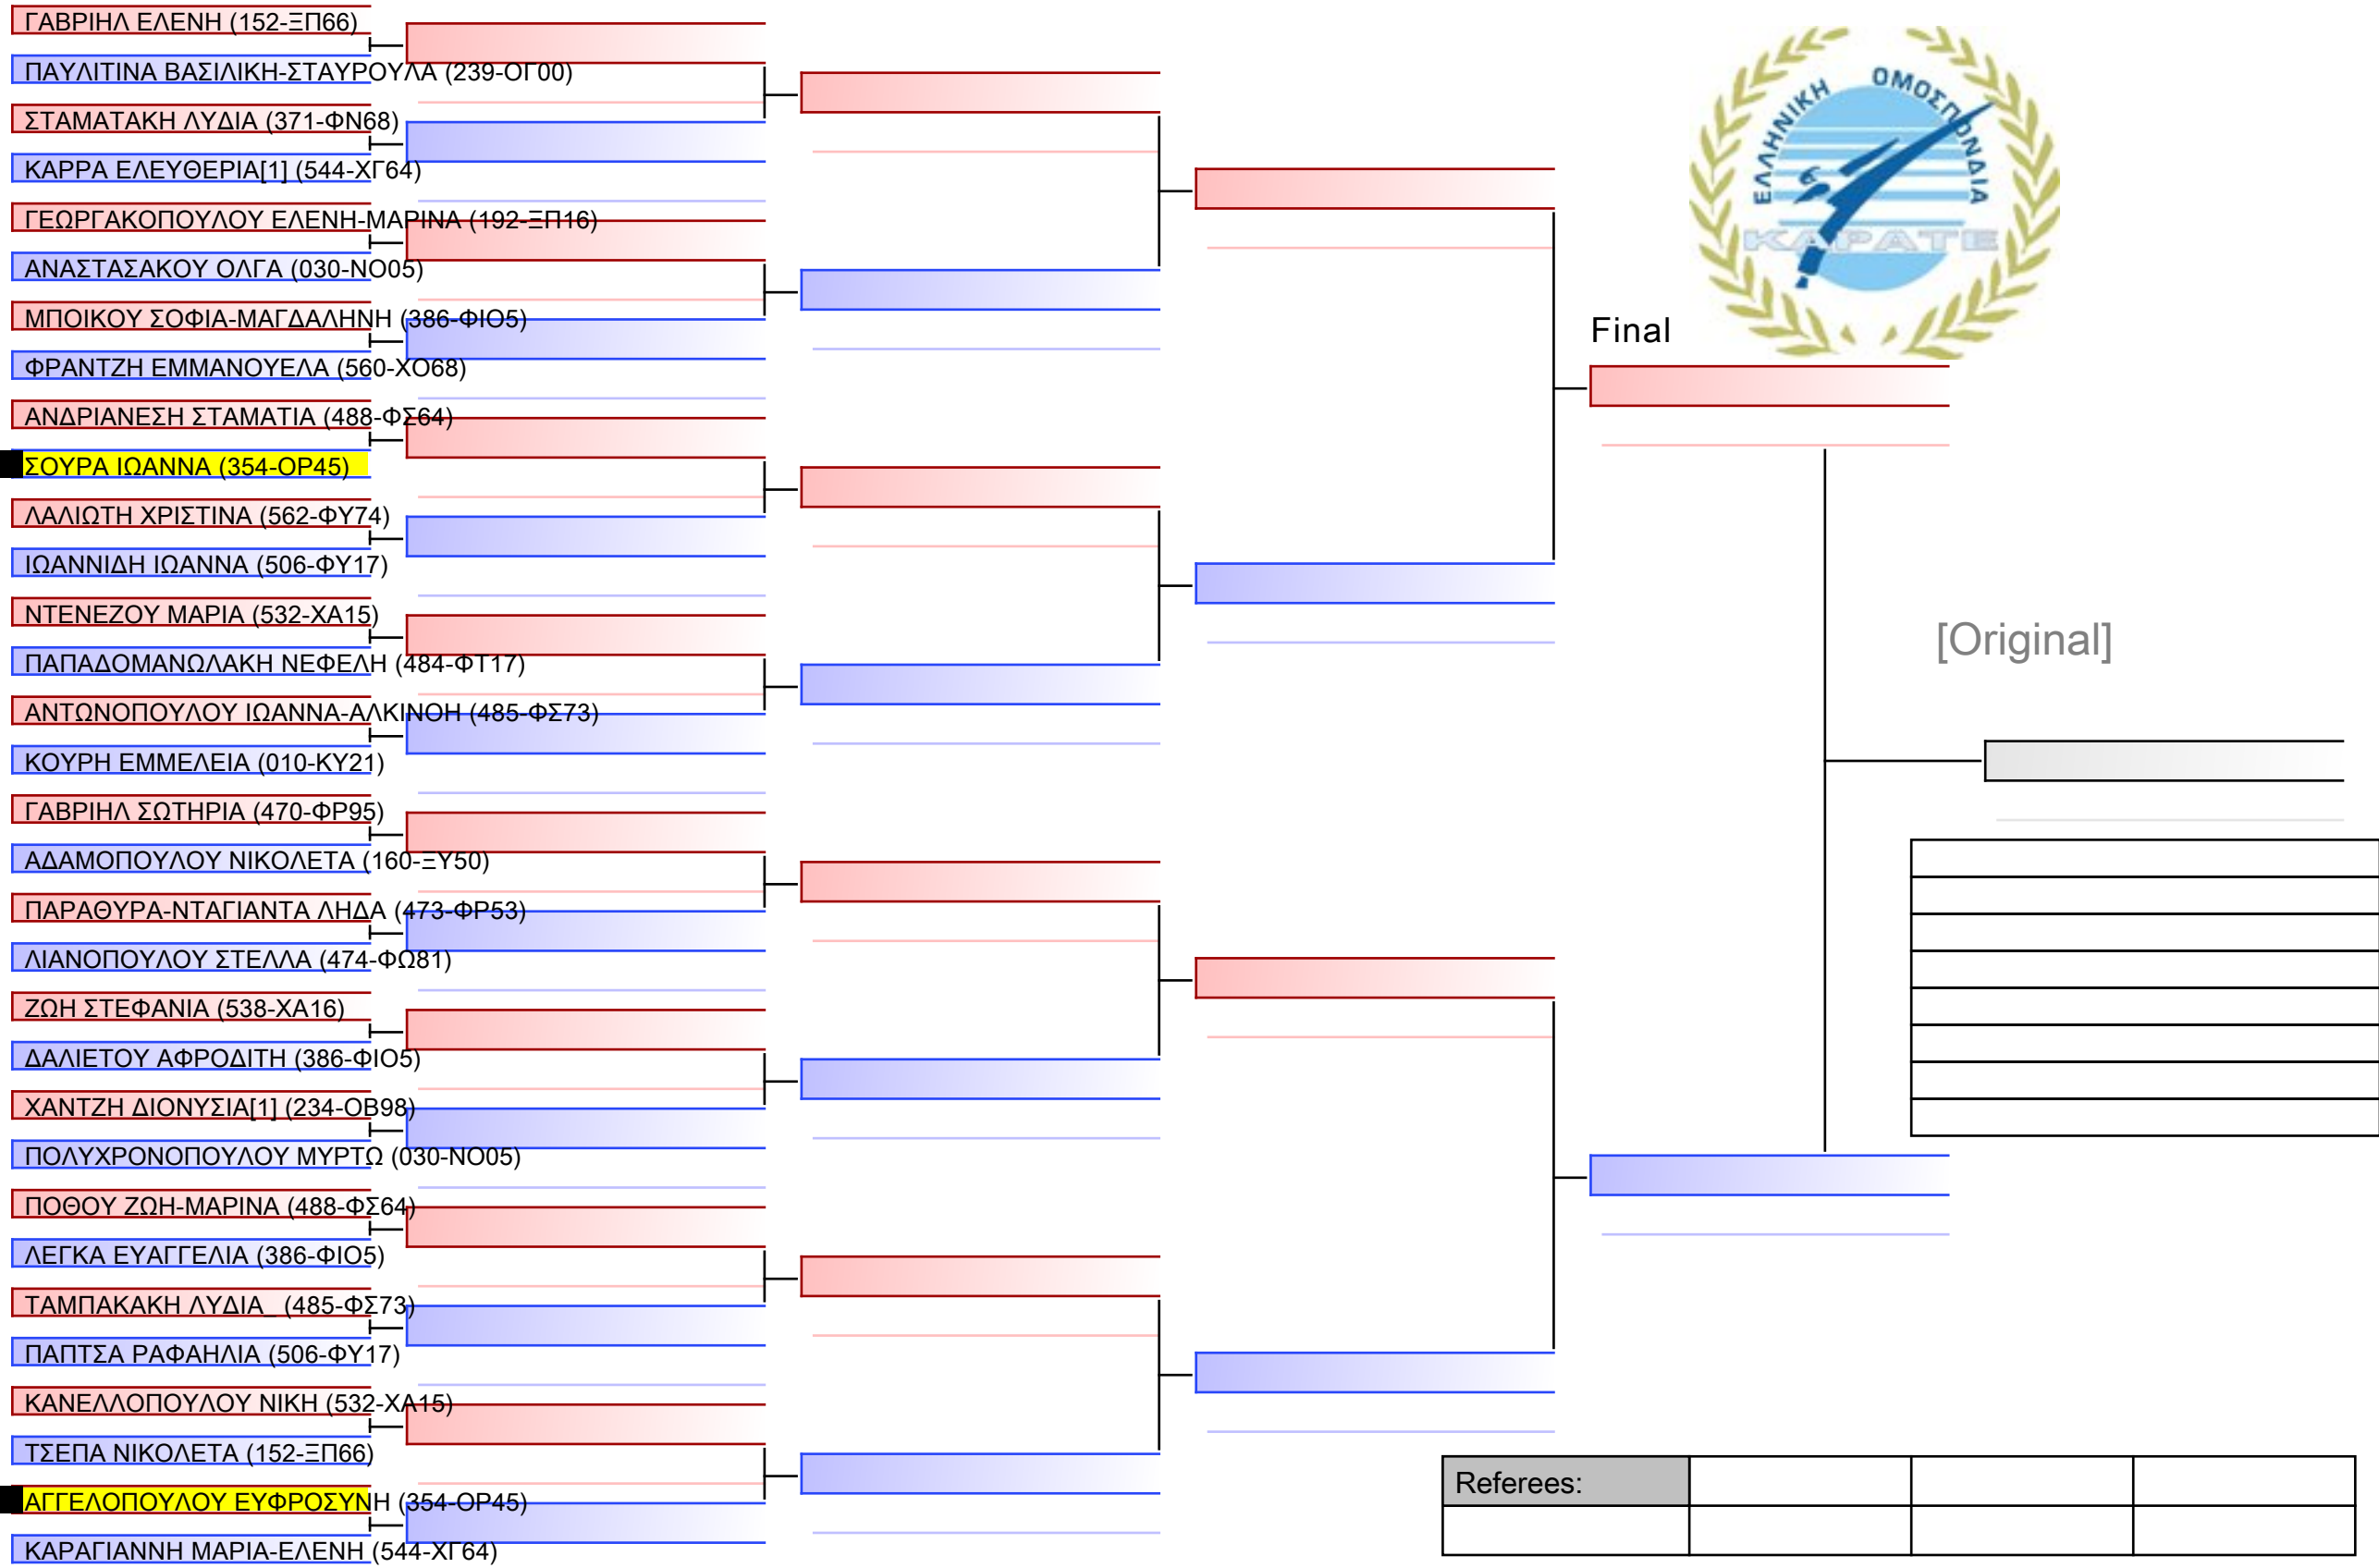 ΓΑΒΡΙΗΛ ΕΛΕΝΗ (152-ΞΠ66)
ΠΑΥΛΙΤΙΝΑ ΒΑΣΙΛΙΚΗ-ΣΤΑΥΡΟΥΛΑ (239-ΟΓ00)
ΣΤΑΜΑΤΑΚΗ ΛΥΔΙΑ (371-ΦΝ68)
ΚΑΡΡΑ ΕΛΕΥΘΕΡΙΑ[1] (544-ΧΓ64)
ΓΕΩΡΓΑΚΟΠΟΥΛΟΥ ΕΛΕΝΗ-ΜΑΡΙΝΑ (192-ΞΠ16)
ΑΝΑΣΤΑΣΑΚΟΥ ΟΛΓΑ (030-ΝΟ05)
ΜΠΟΙΚΟΥ ΣΟΦΙΑ-ΜΑΓΔΑΛΗΝΗ (386-ΦΙΟ5)
ΦΡΑΝΤΖΗ ΕΜΜΑΝΟΥΕΛΑ (560-ΧΟ68)
ΑΝΔΡΙΑΝΕΣΗ ΣΤΑΜΑΤΙΑ (488-ΦΣ64)
ΣΟΥΡΑ ΙΩΑΝΝΑ (354-ΟΡ45)
ΛΑΛΙΩΤΗ ΧΡΙΣΤΙΝΑ (562-ΦΥ74)
ΙΩΑΝΝΙΔΗ ΙΩΑΝΝΑ (506-ΦΥ17)
ΝΤΕΝΕΖΟΥ ΜΑΡΙΑ (532-ΧΑ15)
ΠΑΠΑΔΟΜΑΝΩΛΑΚΗ ΝΕΦΕΛΗ (484-ΦΤ17)
ΑΝΤΩΝΟΠΟΥΛΟΥ ΙΩΑΝΝΑ-ΑΛΚΙΝΟΗ (485-ΦΣ73)
ΚΟΥΡΗ ΕΜΜΕΛΕΙΑ (010-ΚΥ21)
ΓΑΒΡΙΗΛ ΣΩΤΗΡΙΑ (470-ΦΡ95)
ΑΔΑΜΟΠΟΥΛΟΥ ΝΙΚΟΛΕΤΑ (160-ΞΥ50)
ΠΑΡΑΘΥΡΑ-ΝΤΑΓΙΑΝΤΑ ΛΗΔΑ (473-ΦΡ53)
ΛΙΑΝΟΠΟΥΛΟΥ ΣΤΕΛΛΑ (474-ΦΩ81)
ΖΩΗ ΣΤΕΦΑΝΙΑ (538-ΧΑ16)
ΔΑΛΙΕΤΟΥ ΑΦΡΟΔΙΤΗ (386-ΦΙΟ5)
ΧΑΝΤΖΗ ΔΙΟΝΥΣΙΑ[1] (234-ΟΒ98)
ΠΟΛΥΧΡΟΝΟΠΟΥΛΟΥ ΜΥΡΤΩ (030-ΝΟ05)
ΠΟΘΟΥ ΖΩΗ-ΜΑΡΙΝΑ (488-ΦΣ64)
ΛΕΓΚΑ ΕΥΑΓΓΕΛΙΑ (386-ΦΙΟ5)
ΤΑΜΠΑΚΑΚΗ ΛΥΔΙΑ_ (485-ΦΣ73)
ΠΑΠΤΣΑ ΡΑΦΑΗΛΙΑ (506-ΦΥ17)
ΚΑΝΕΛΛΟΠΟΥΛΟΥ ΝΙΚΗ (532-ΧΑ15)
ΤΣΕΠΑ ΝΙΚΟΛΕΤΑ (152-ΞΠ66)
ΑΓΓΕΛΟΠΟΥΛΟΥ ΕΥΦΡΟΣΥΝΗ (354-ΟΡ45)
ΚΑΡΑΓΙΑΝΝΗ ΜΑΡΙΑ-ΕΛΕΝΗ (544-ΧΓ64)
ΕΛΛΗΝΙΚΗ ΟΜΟΣΠΟΝΔΙΑ
ΚΑΡΑΤΕ
Final
[Original]
Referees: